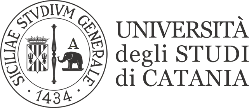 SICILIAE STVDIVM GENERALE
· 1434 ·
A
UNIVERSITÀ
degli STUDI
di CATANIA